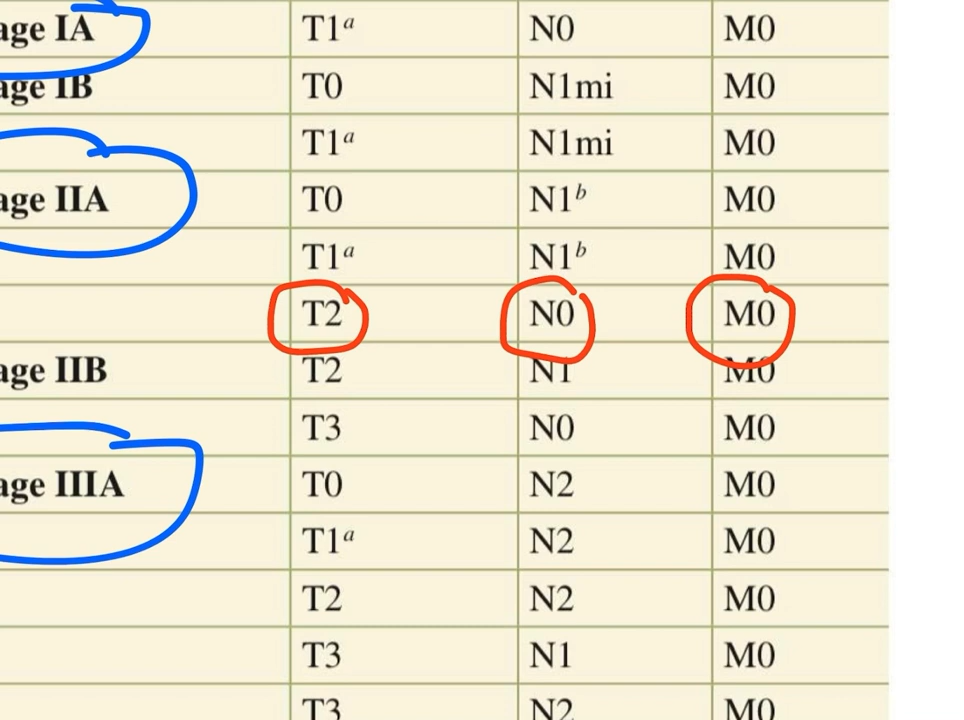 age IA T1ᵃ N0 M0
age IB T0 N1mi M0
T1ᵃ N1mi M0
age IIA T0 N1ᵇ M0
T1ᵃ N1ᵇ M0
T2 N0 M0
age IIB T2 N1 M0
T3 N0 M0
age IIIA T0 N2 M0
T1ᵃ N2 M0
T2 N2 M0
T3 N1 M0
T3 N2 M0